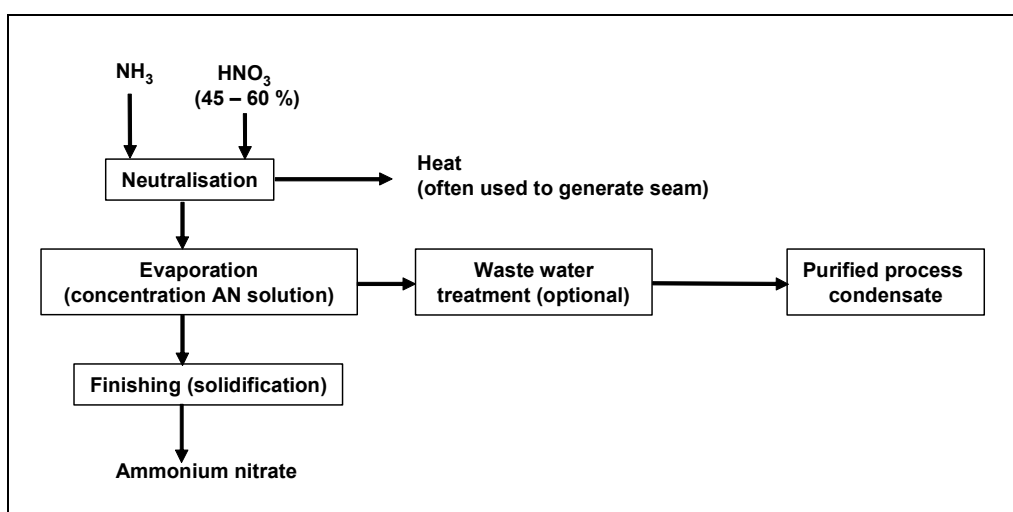 NH3
HNO3
(45 – 60 %)
Neutralisation
Heat
(often used to generate seam)
Evaporation
(concentration AN solution)
Waste water
treatment (optional)
Purified process
condensate
Finishing (solidification)
Ammonium nitrate